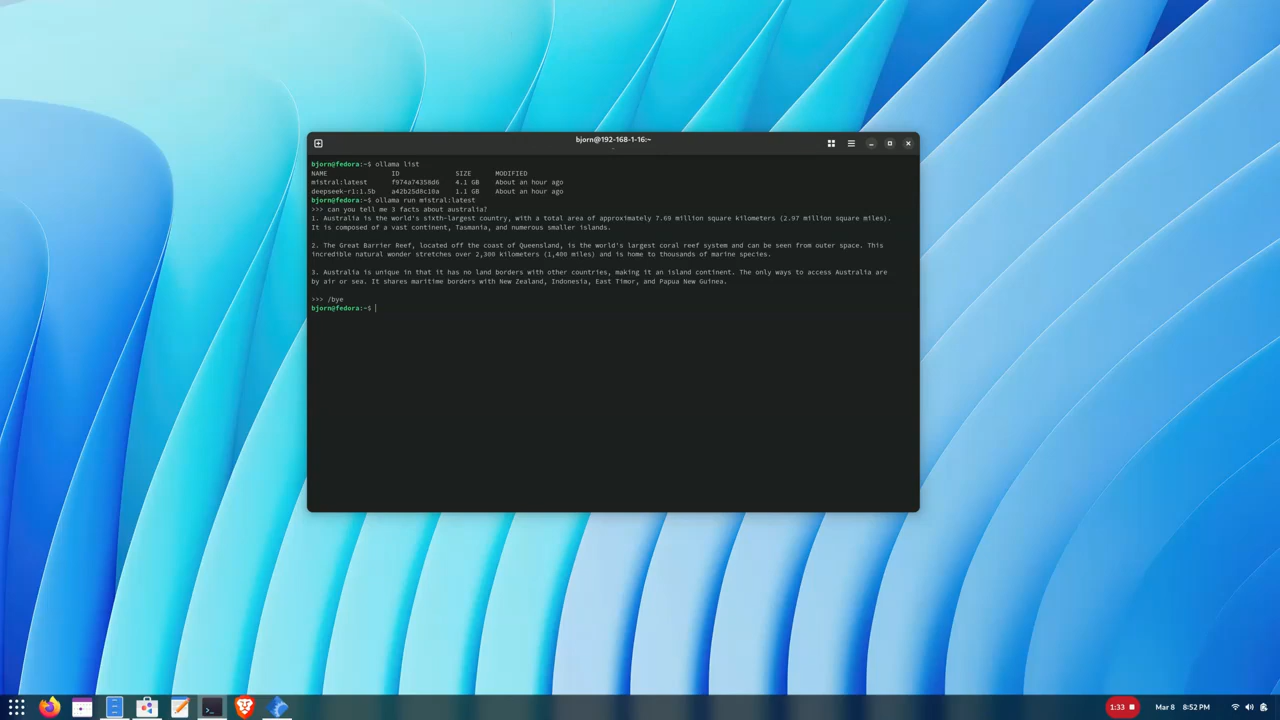 bjorn@192-168-1-16:~
bjorn@fedora:~$ ollama list
NAME ID SIZE MODIFIED
mistral:latest f974a74358d6 4.1 GB About an hour ago
deepseek-r1:1.5b a42b25d8c10a 1.1 GB About an hour ago
bjorn@fedora:~$ ollama run mistral:latest
>>> can you tell me 3 facts about australia?
1. Australia is the world's sixth-largest country, with a total area of approximately 7.69 million square kilometers (2.97 million square miles).
It is composed of a vast continent, Tasmania, and numerous smaller islands.
2. The Great Barrier Reef, located off the coast of Queensland, is the world's largest coral reef system and can be seen from outer space. This
incredible natural wonder stretches over 2,300 kilometers (1,400 miles) and is home to thousands of marine species.
3. Australia is unique in that it has no land borders with other countries, making it an island continent. The only ways to access Australia are
by air or sea. It shares maritime borders with New Zealand, Indonesia, East Timor, and Papua New Guinea.
>>> /bye
bjorn@fedora:~$
1:33 Mar 8 8:52 PM